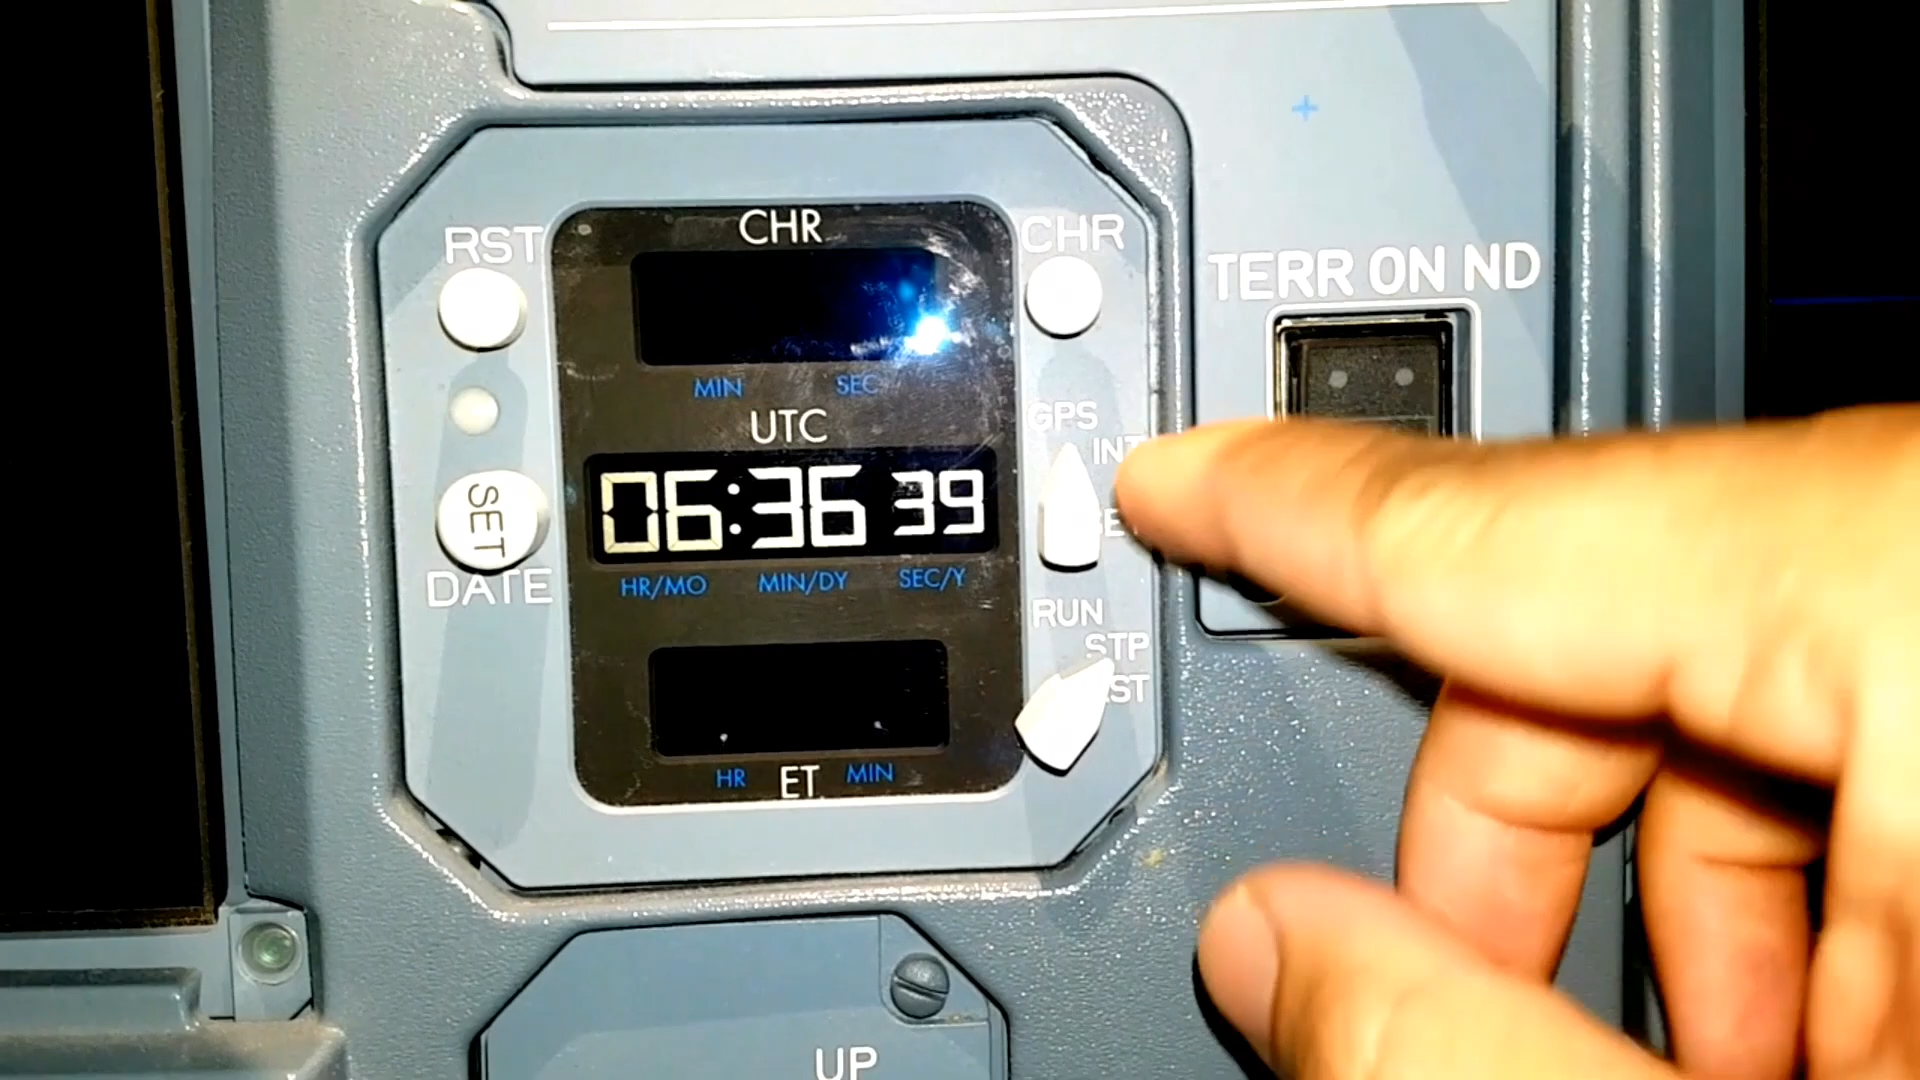 CHR
RST
CHR
TERR ON ND
MIN SEC
UTC
GPS
INT
06:36 39
SET
HR/MO MIN/DY SEC/Y
DATE
RUN
STP
HR ET MIN
UP